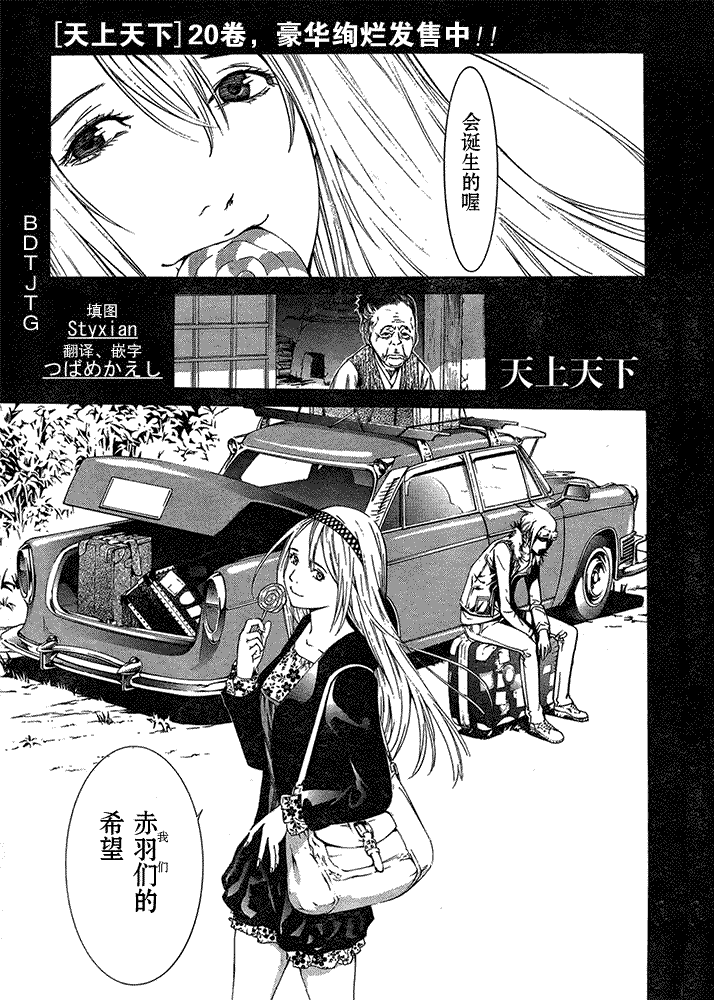 [天上天下]20卷，豪华绚烂发售中!!
会诞生的喔
BDTJTG
填图
Styxian
翻译、嵌字
つばめかえし
天上天下
赤羽们的
我们
希望